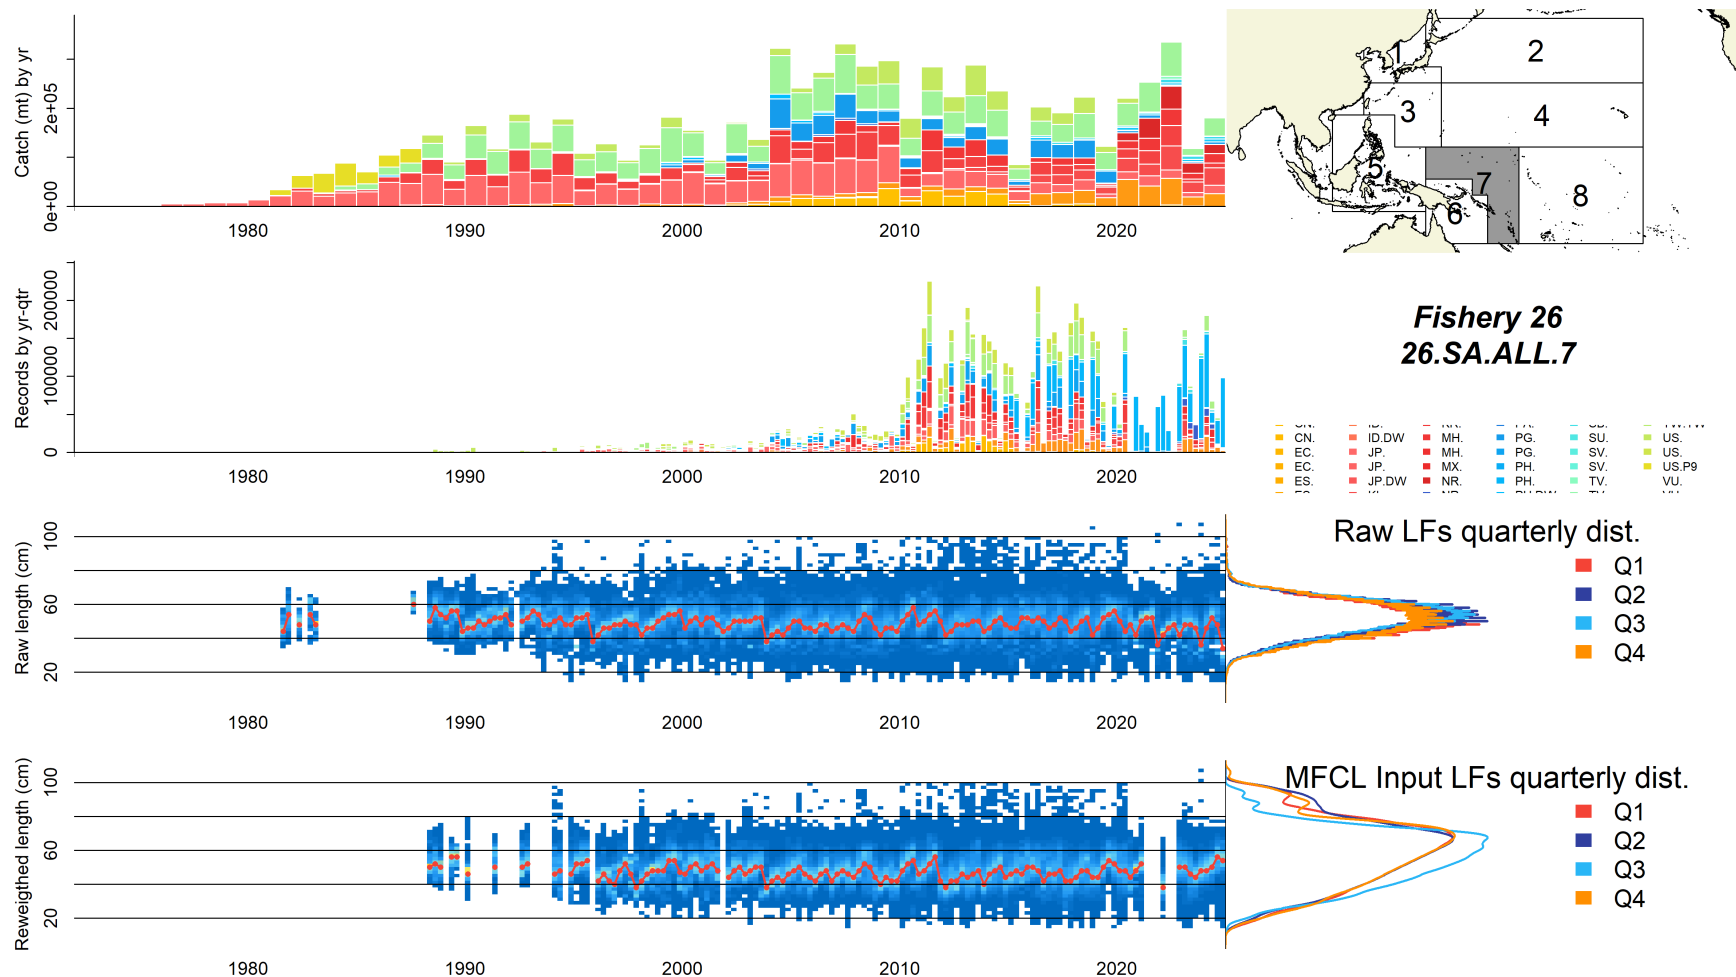 Catch (mt) by yr
2e+05
0e+00
1980 1990 2000 2010 2020
1 2
3 4
5 7 8
6
Records by yr-qtr
200000
100000
0
1980 1990 2000 2010 2020
Fishery 26
26.SA.ALL.7
CN. ID.DW MH. PG. SU. US.
EC. JP. MH. PG. SV. US.
EC. JP. MX. PH. SV. US.P9
ES. JP.DW NR. PH. TV. VU.
Raw length (cm)
100
60
20
1980 1990 2000 2010 2020
Raw LFs quarterly dist.
Q1
Q2
Q3
Q4
Reweigthed length (cm)
100
60
20
1980 1990 2000 2010 2020
MFCL Input LFs quarterly dist.
Q1
Q2
Q3
Q4